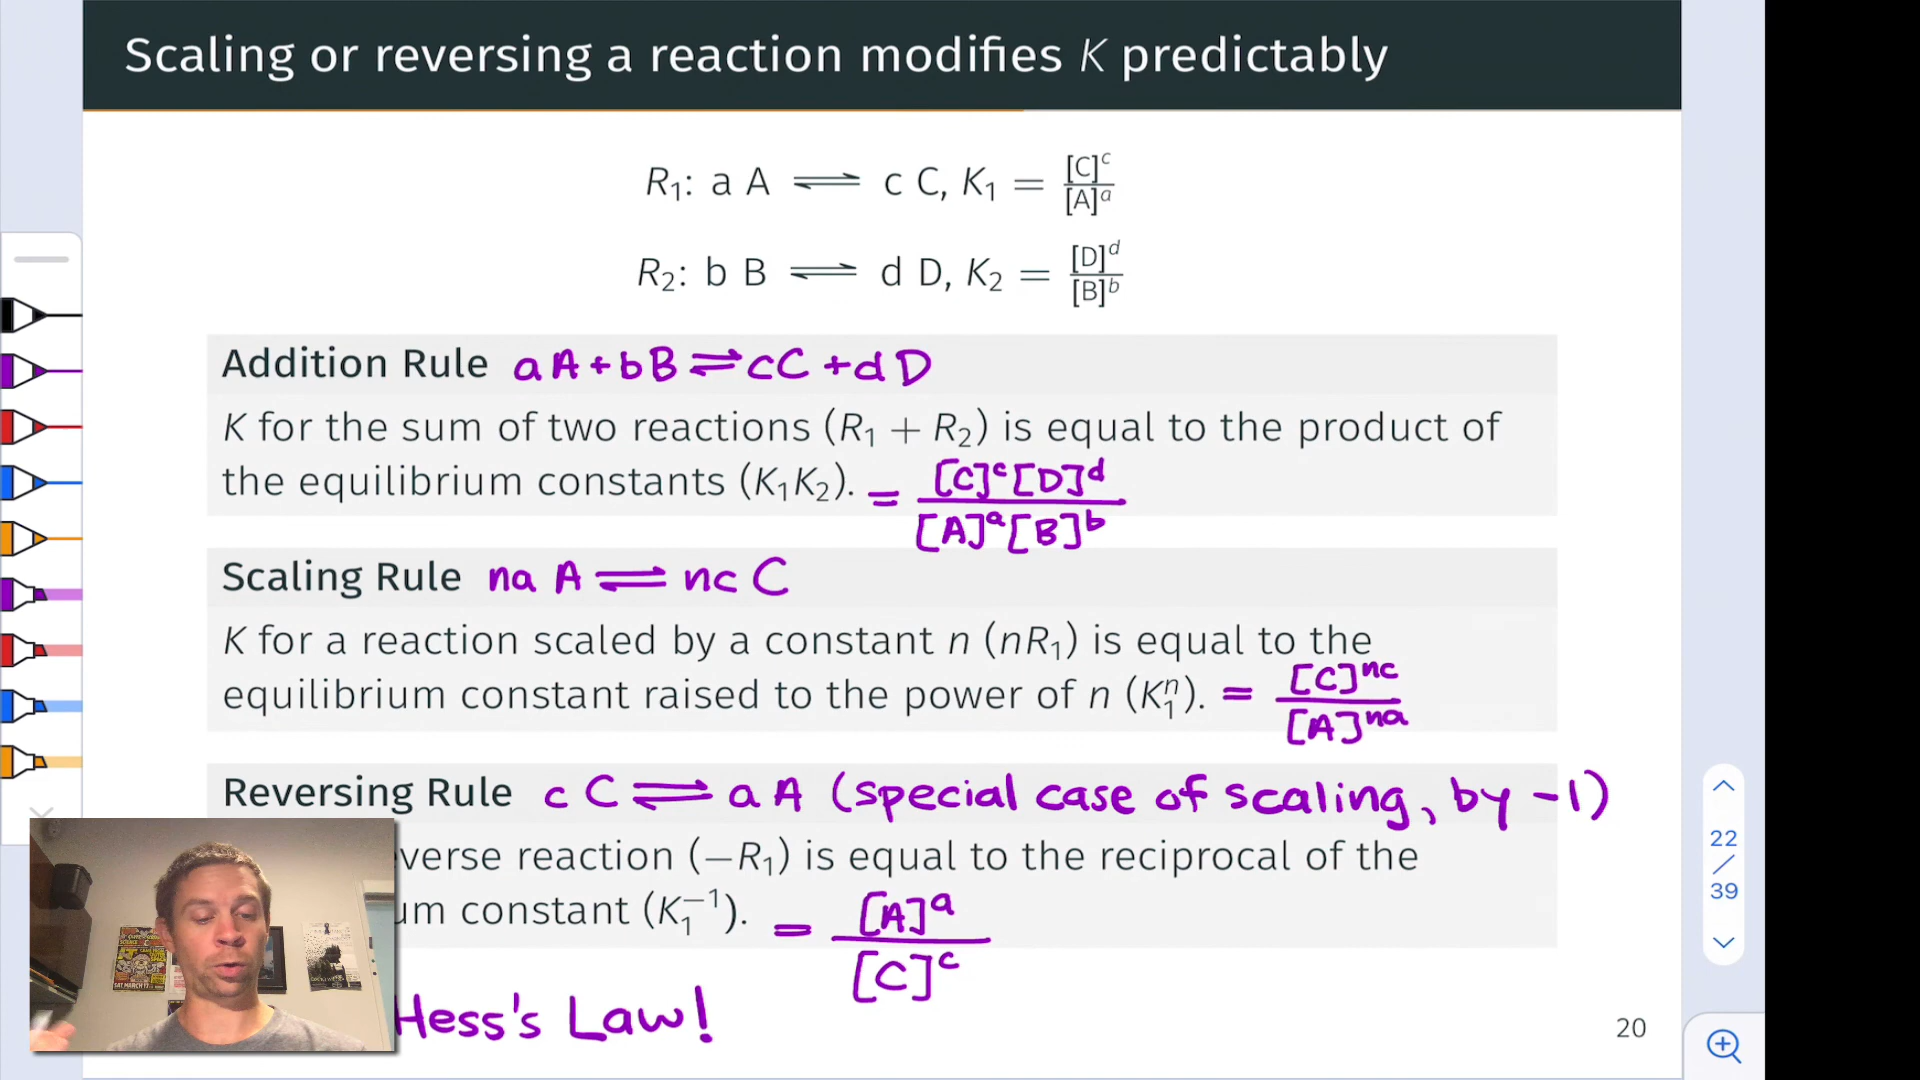 Scaling or reversing a reaction modifies K predictably
R₁: a A ⇌ c C, K₁ = [C]ᶜ / [A]ᵃ
R₂: b B ⇌ d D, K₂ = [D]ᵈ / [B]ᵇ
Addition Rule aA + bB ⇌ cC + dD
K for the sum of two reactions (R₁ + R₂) is equal to the product of
the equilibrium constants (K₁K₂). = [C]ᶜ[D]ᵈ / [A]ᵃ[B]ᵇ
Scaling Rule na A ⇌ nc C
K for a reaction scaled by a constant n (nR₁) is equal to the
equilibrium constant raised to the power of n (K₁ⁿ). = [C]ⁿᶜ / [A]ⁿᵃ
Reversing Rule c C ⇌ a A (special case of scaling, by -1)
verse reaction (−R₁) is equal to the reciprocal of the
um constant (K₁⁻¹). = [A]ᵃ / [C]ᶜ
Hess's Law!
20
22
/
39